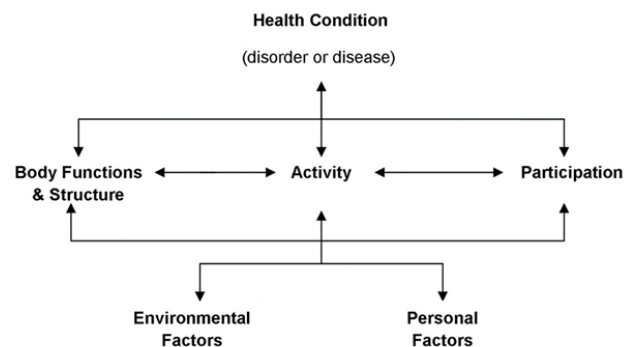 Health Condition
(disorder or disease)
Body Functions
& Structure
Activity
Participation
Environmental
Factors
Personal
Factors